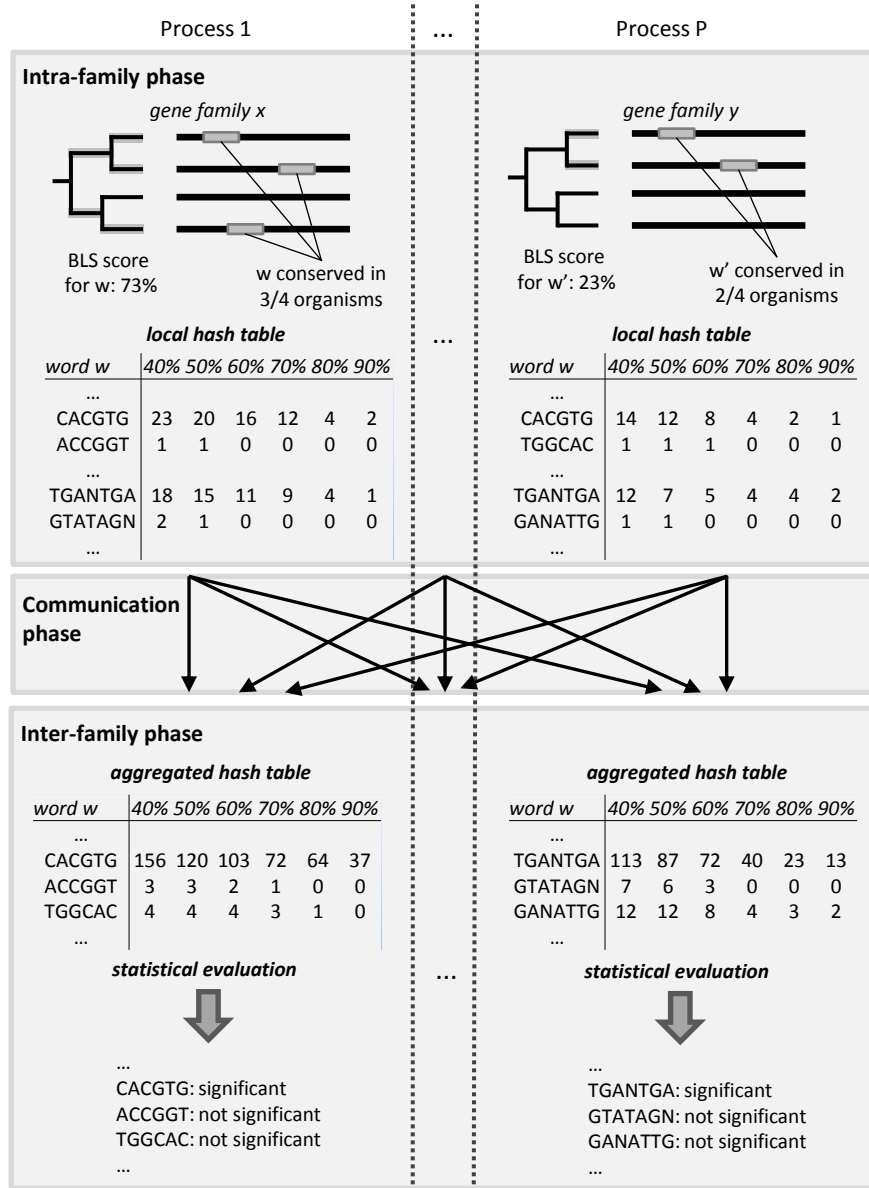 Process 1
...
Process P
Intra-family phase
gene family x
BLS score
for w: 73%
w conserved in
3/4 organisms
local hash table
word w 40% 50% 60% 70% 80% 90%
...
CACGTG 23 20 16 12 4 2
ACCGGT 1 1 0 0 0 0
...
TGANTGA 18 15 11 9 4 1
GTATAGN 2 1 0 0 0 0
...
...
gene family y
BLS score
for w’: 23%
w’ conserved in
2/4 organisms
local hash table
word w 40% 50% 60% 70% 80% 90%
...
CACGTG 14 12 8 4 2 1
TGGCAC 1 1 1 0 0 0
...
TGANTGA 12 7 5 4 4 2
GANATTG 1 1 0 0 0 0
...
Communication
phase
Inter-family phase
aggregated hash table
word w 40% 50% 60% 70% 80% 90%
...
CACGTG 156 120 103 72 64 37
ACCGGT 3 3 2 1 0 0
TGGCAC 4 4 4 3 1 0
...
statistical evaluation
...
CACGTG: significant
ACCGGT: not significant
TGGCAC: not significant
...
...
aggregated hash table
word w 40% 50% 60% 70% 80% 90%
...
TGANTGA 113 87 72 40 23 13
GTATAGN 7 6 3 0 0 0
GANATTG 12 12 8 4 3 2
...
statistical evaluation
...
TGANTGA: significant
GTATAGN: not significant
GANATTG: not significant
...